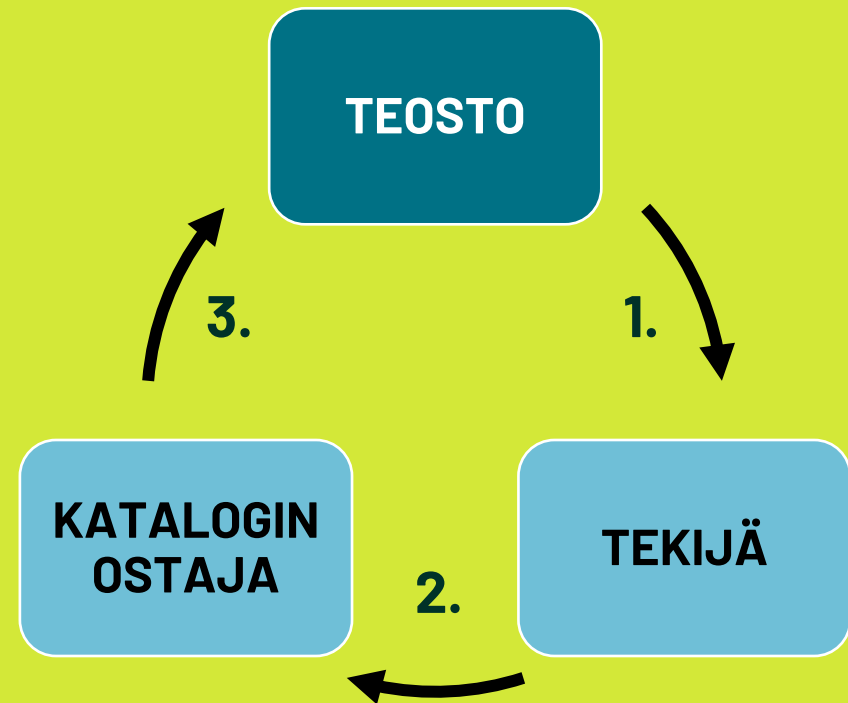 TEOSTO
3.
1.
KATALOGIN
OSTAJA
TEKIJÄ
2.